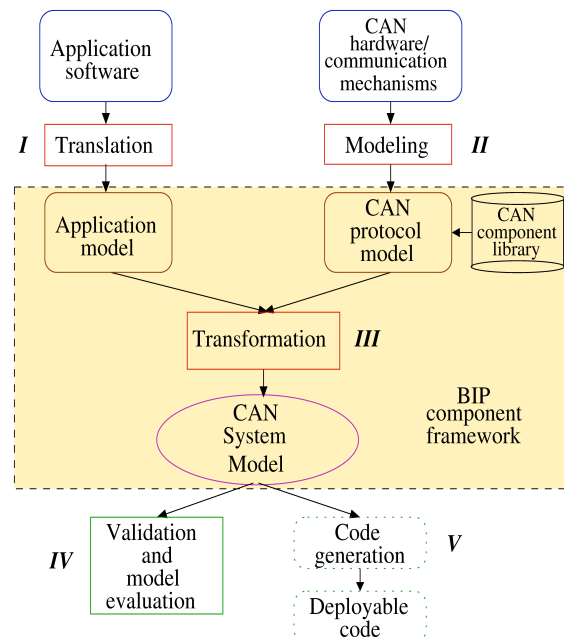 Application
software
CAN
hardware/
communication
mechanisms
I
Translation
Modeling
II
Application
model
CAN
protocol
model
CAN
component
library
Transformation
III
CAN
System
Model
BIP
component
framework
IV
Validation
and
model
evaluation
Code
generation
V
Deployable
code